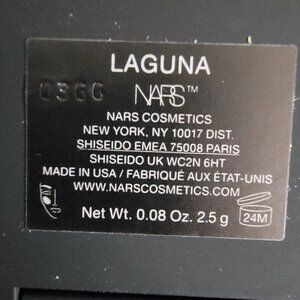 LAGUNA
NARS™
NARS COSMETICS
NEW YORK, NY 10017 DIST.
SHISEIDO EMEA 75008 PARIS
SHISEIDO UK WC2N 6HT
MADE IN USA / FABRIQUÉ AUX ÉTAT-UNIS
WWW.NARSCOSMETICS.COM
Net Wt. 0.08 Oz. 2.5 g
24M